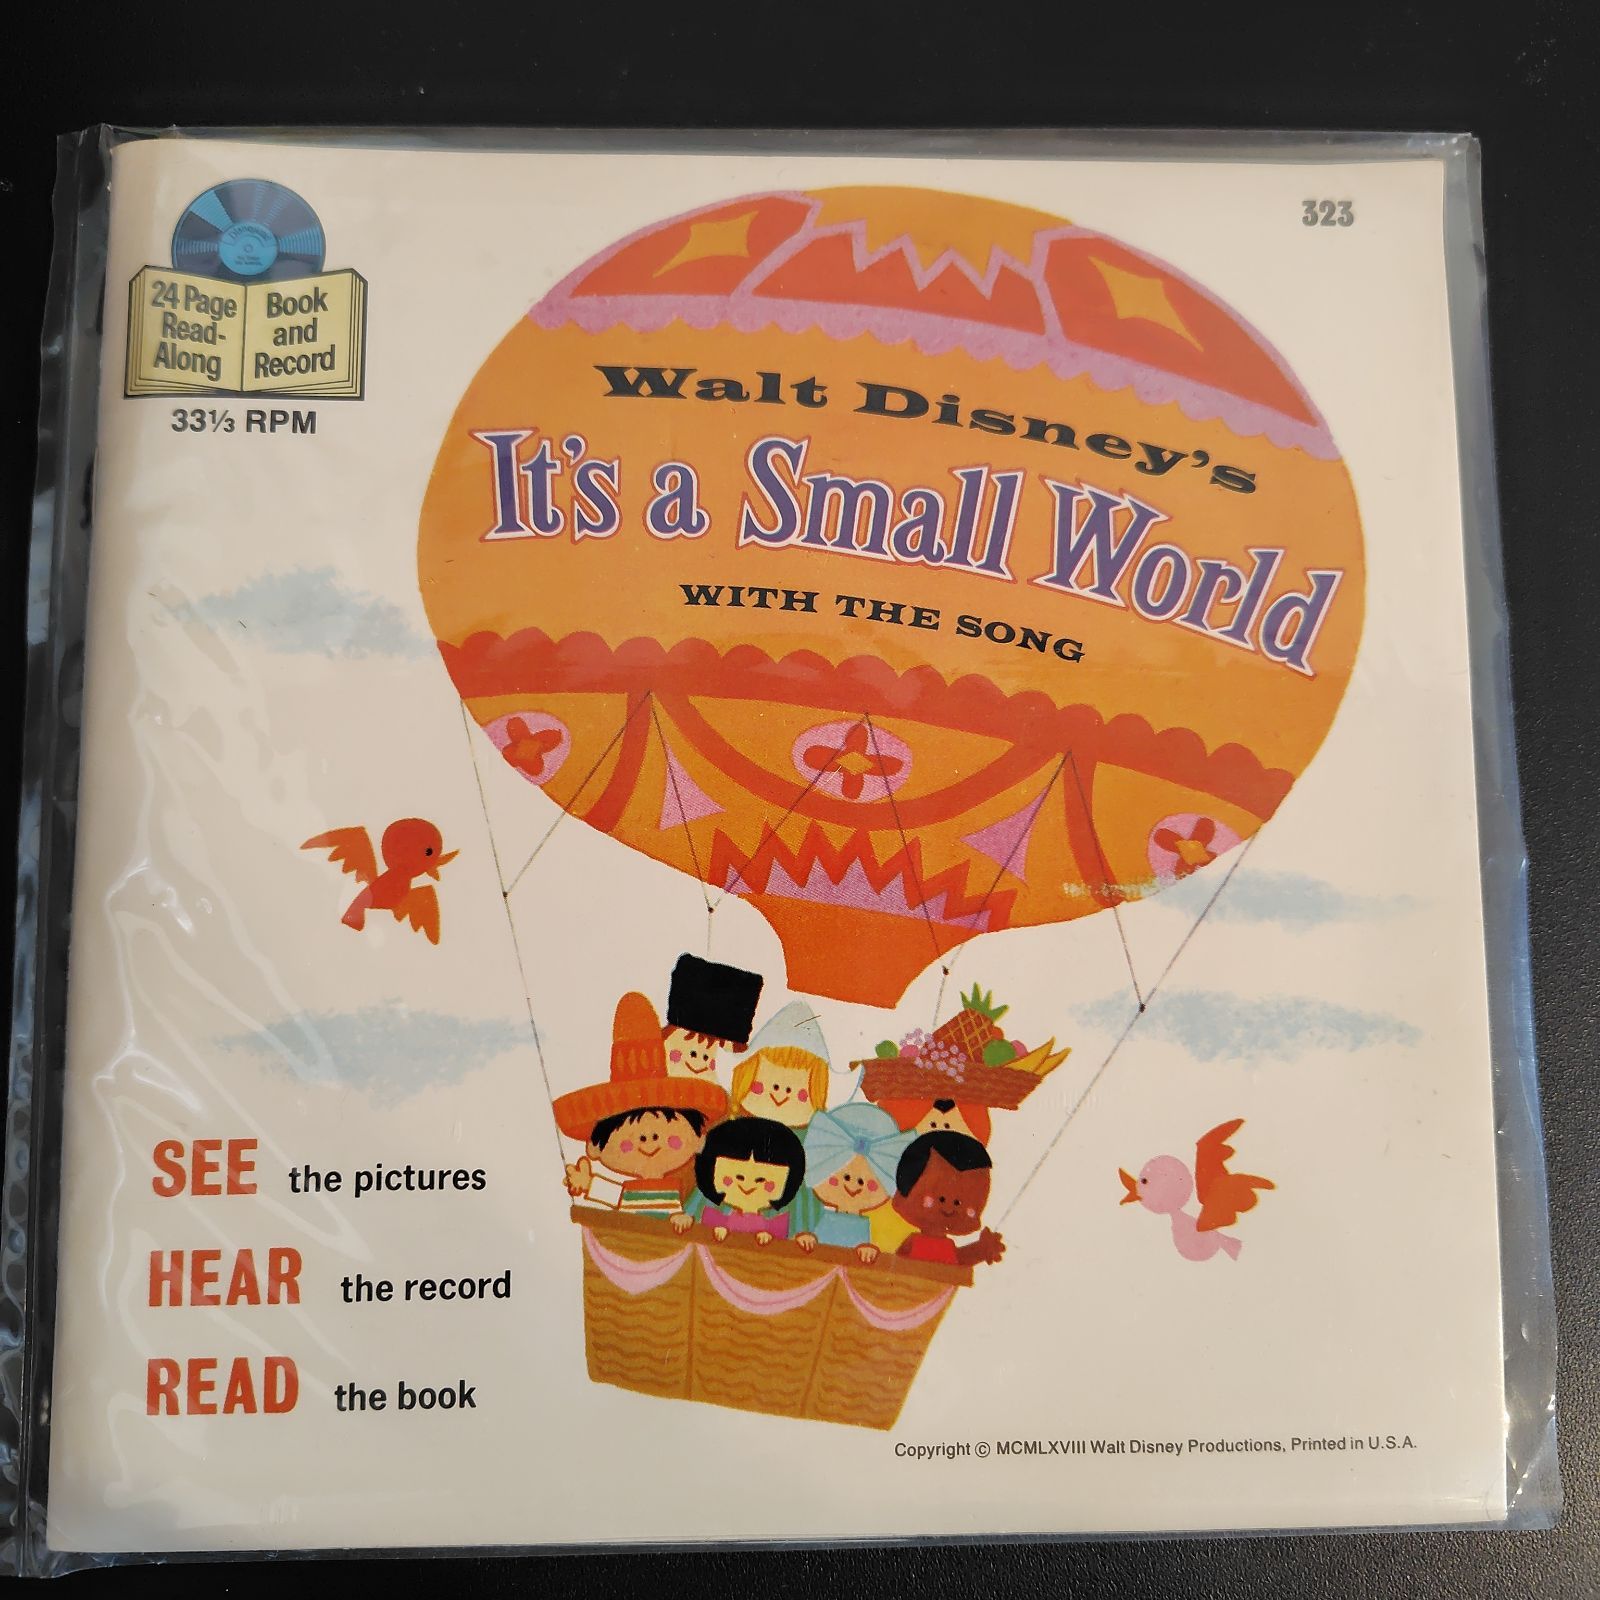 323
24 Page
Read-
Along
Book
and
Record
33⅓ RPM
Walt Disney's
It's a Small World
WITH THE SONG
SEE the pictures
HEAR the record
READ the book
Copyright © MCMLXVIII Walt Disney Productions, Printed in U.S.A.